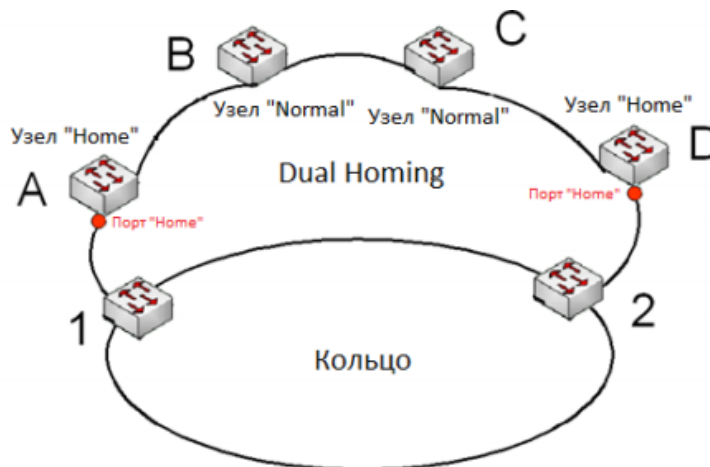 B
C
Узел "Normal"
Узел "Normal"
Узел "Home"
Узел "Home"
A
D
Dual Homing
Порт "Home"
Порт "Home"
1
2
Кольцо